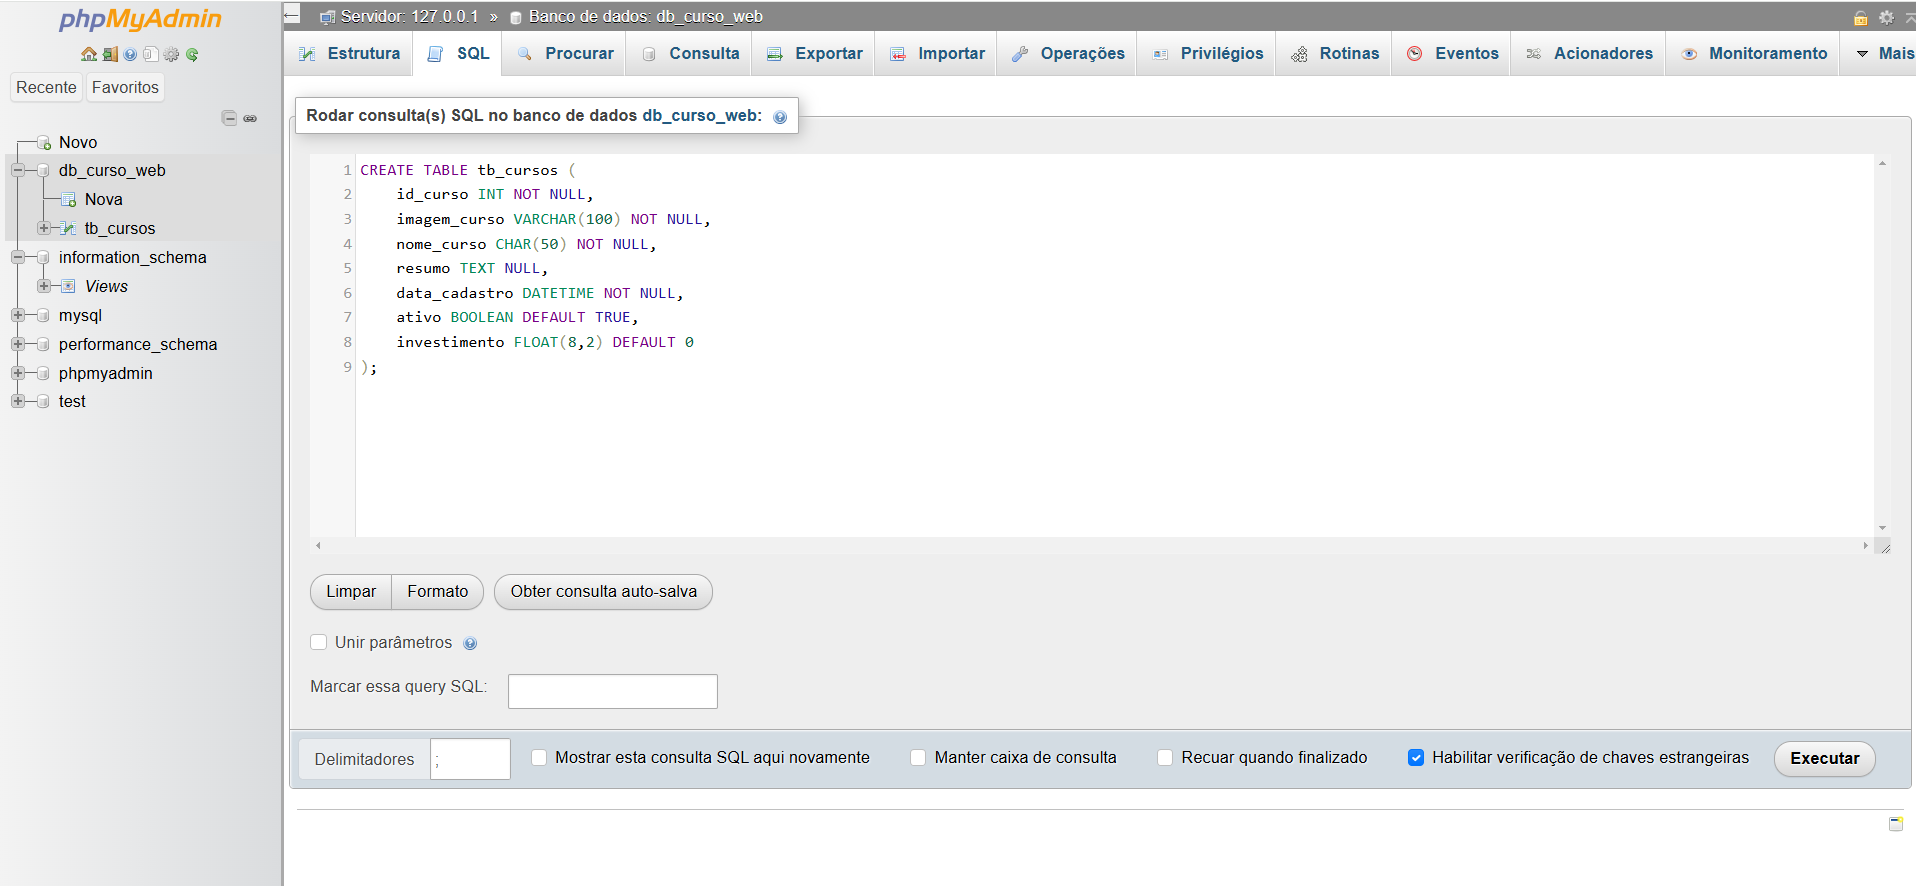 phpMyAdmin
Recente Favoritos
Novo
db_curso_web
Nova
tb_cursos
information_schema
Views
mysql
performance_schema
phpmyadmin
test
Servidor: 127.0.0.1 » Banco de dados: db_curso_web
Estrutura SQL Procurar Consulta Exportar Importar Operações Privilégios Rotinas Eventos Acionadores Monitoramento Mais
Rodar consulta(s) SQL no banco de dados db_curso_web:
1 CREATE TABLE tb_cursos (
2 id_curso INT NOT NULL,
3 imagem_curso VARCHAR(100) NOT NULL,
4 nome_curso CHAR(50) NOT NULL,
5 resumo TEXT NULL,
6 data_cadastro DATETIME NOT NULL,
7 ativo BOOLEAN DEFAULT TRUE,
8 investimento FLOAT(8,2) DEFAULT 0
9 );
Limpar Formato Obter consulta auto-salva
Unir parâmetros
Marcar essa query SQL:
Delimitadores ; Mostrar esta consulta SQL aqui novamente Manter caixa de consulta Recuar quando finalizado Habilitar verificação de chaves estrangeiras Executar